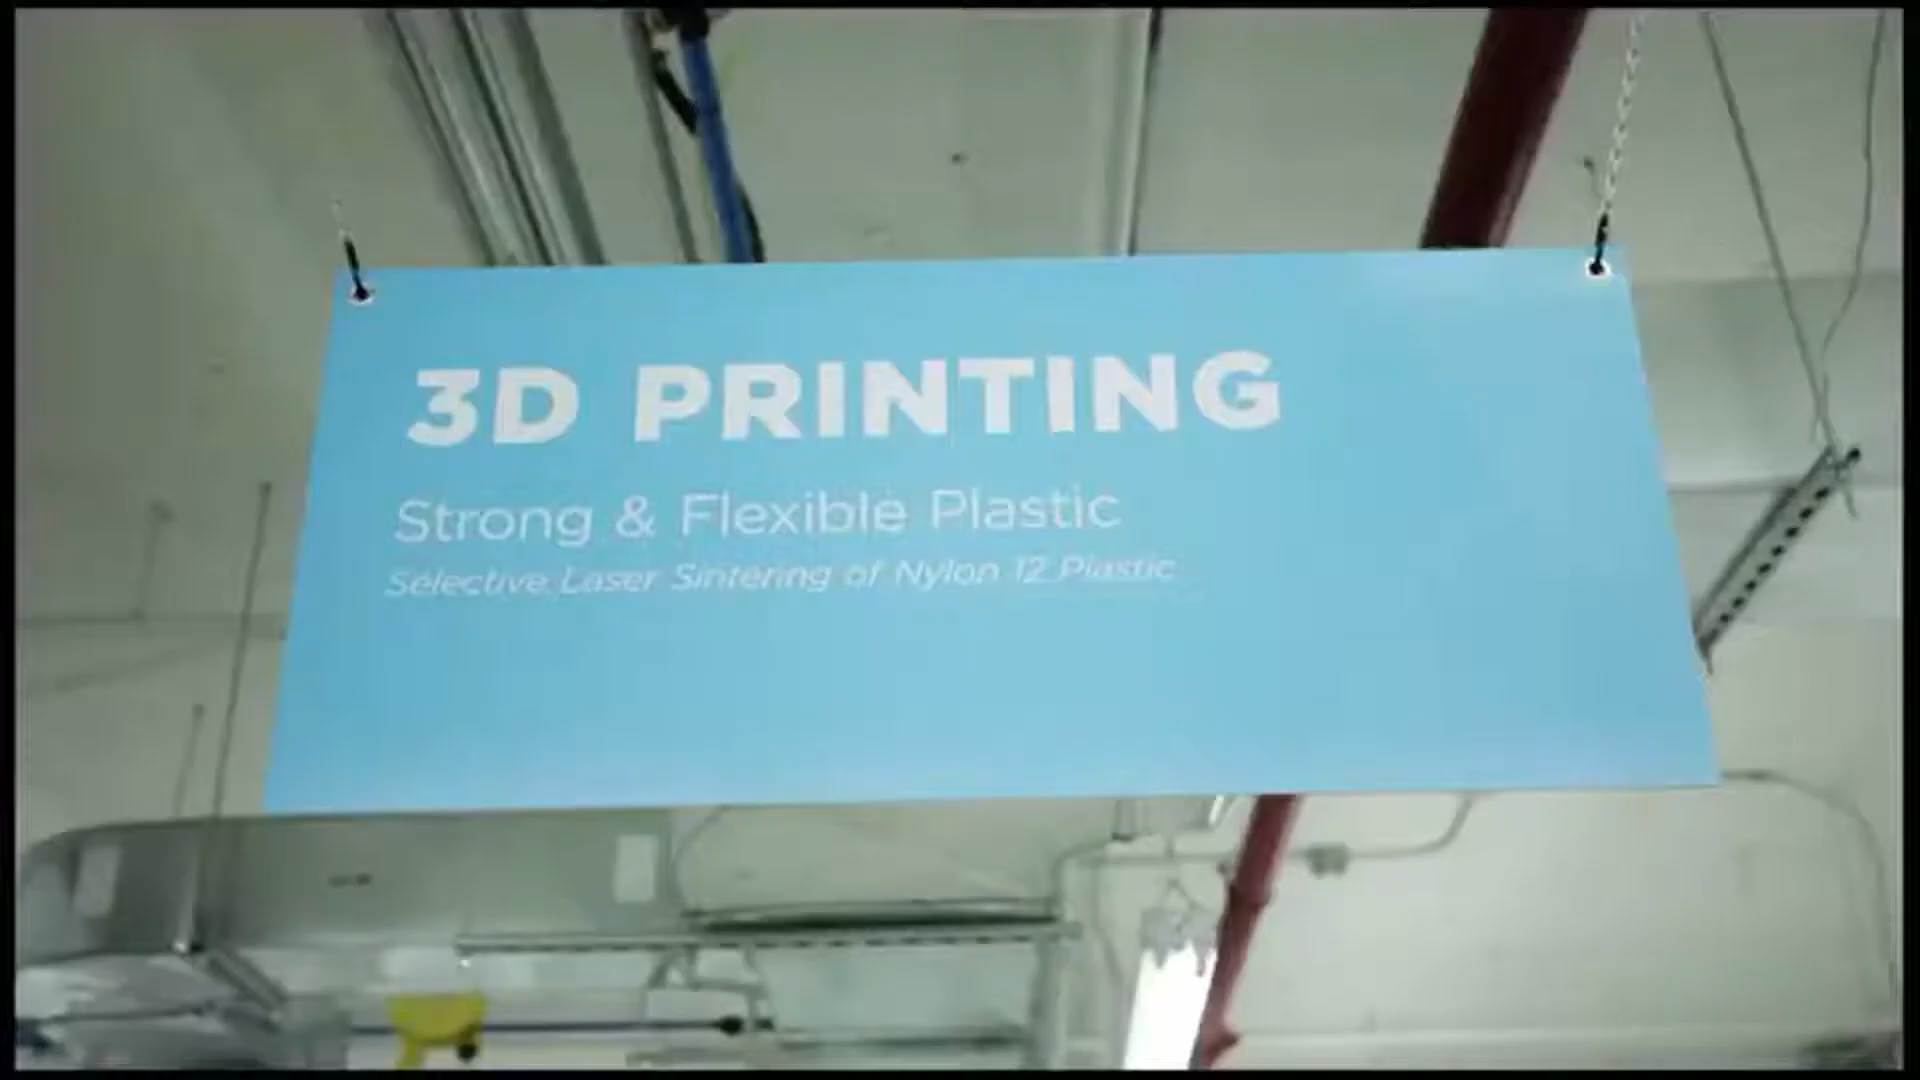 3D PRINTING
Strong & Flexible Plastic
Selective Laser Sintering of Nylon 12 Plastic